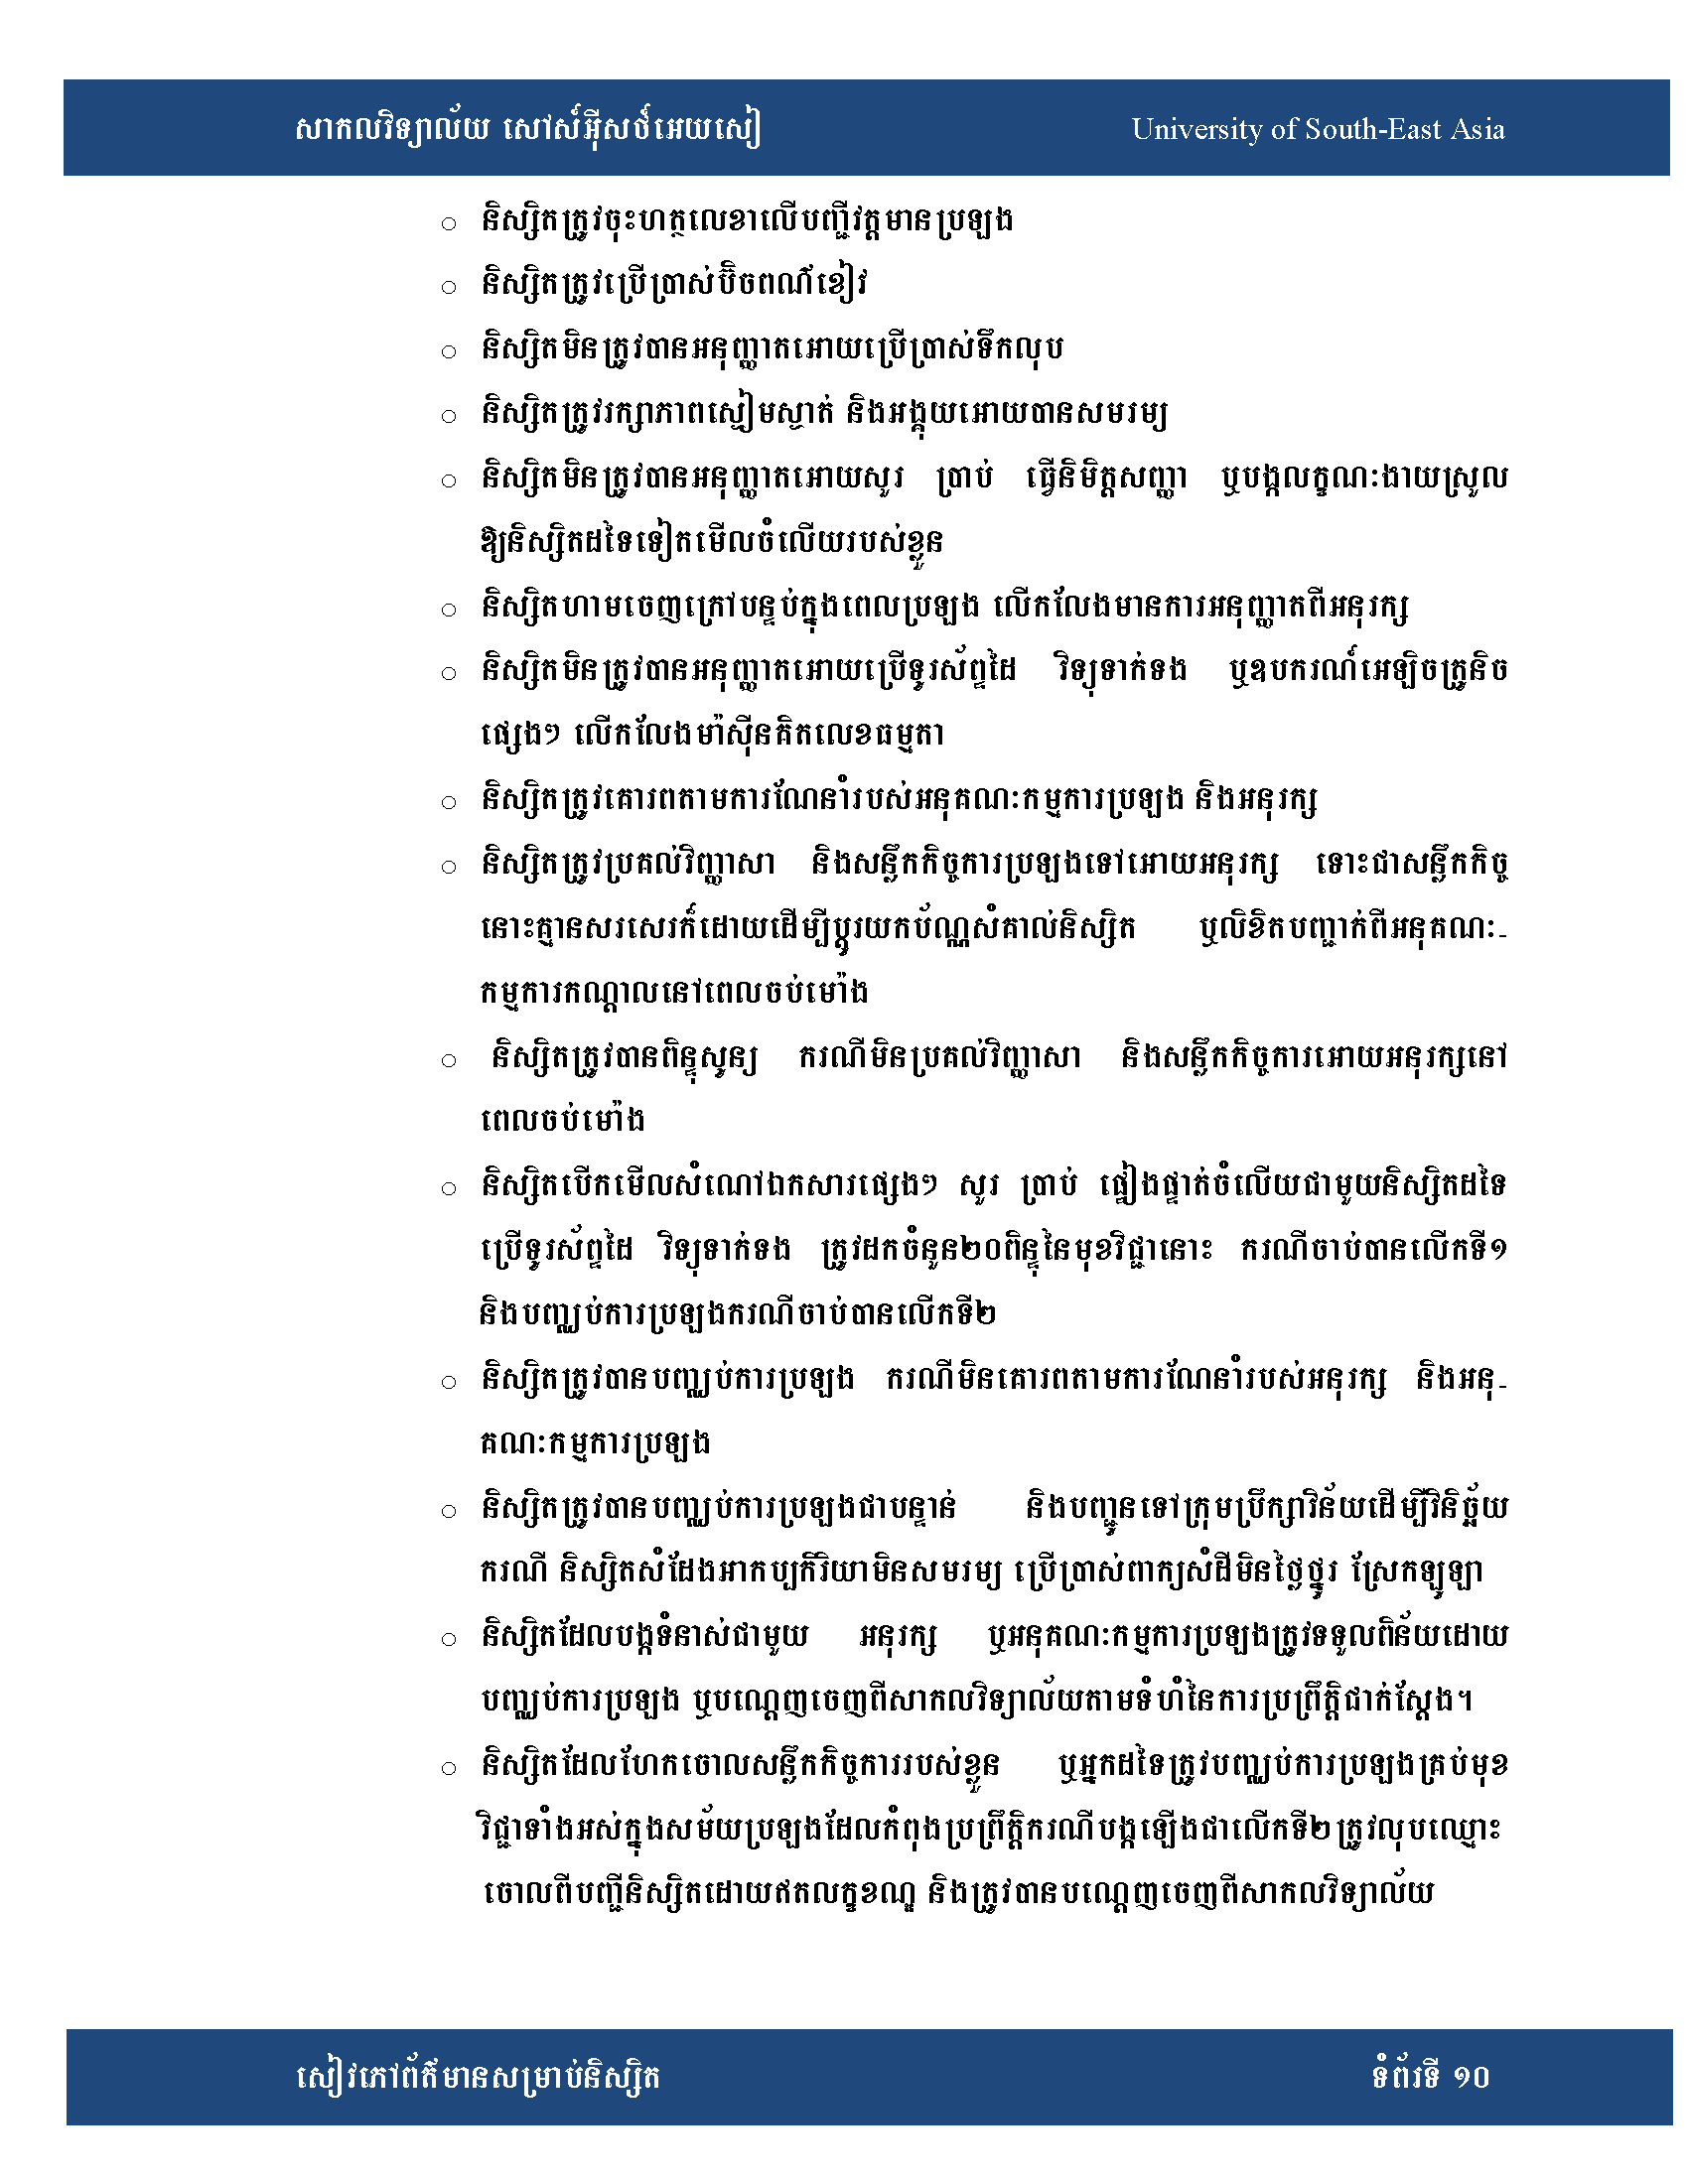 សាកលវិទ្យាល័យ សៅស៍អ៊ីសថ៍អេយសៀ University of South-East Asia
○ និស្សិតត្រូវចុះហត្ថលេខាលើបញ្ជីវត្តមានប្រឡង
○ និស្សិតត្រូវប្រើប្រាស់ប៊ិចពណ៌ខៀវ
○ និស្សិតមិនត្រូវបានអនុញ្ញាតអោយប្រើប្រាស់ទឹកលុប
○ និស្សិតត្រូវរក្សាភាពស្ងៀមស្ងាត់ និងអង្គុយអោយបានសមរម្យ
○ និស្សិតមិនត្រូវបានអនុញ្ញាតអោយសួរ ប្រាប់ ធ្វើនិមិត្តសញ្ញា ឬបង្កលក្ខណៈងាយស្រួល
ឱ្យនិស្សិតដទៃទៀតមើលចំលើយរបស់ខ្លួន
○ និស្សិតហាមចេញក្រៅបន្ទប់ក្នុងពេលប្រឡង លើកលែងមានការអនុញ្ញាតពីអនុរក្ស
○ និស្សិតមិនត្រូវបានអនុញ្ញាតអោយប្រើទូរស័ព្ទដៃ វិទ្យុទាក់ទង ឬឧបករណ៍អេឡិចត្រូនិច
ផ្សេងៗ លើកលែងម៉ាស៊ីនគិតលេខធម្មតា
○ និស្សិតត្រូវគោរពតាមការណែនាំរបស់អនុគណៈកម្មការប្រឡង និងអនុរក្ស
○ និស្សិតត្រូវប្រគល់វិញ្ញាសា និងសន្លឹកកិច្ចការប្រឡងទៅអោយអនុរក្ស ទោះជាសន្លឹកកិច្ច
នោះគ្មានសរសេរក៏ដោយដើម្បីប្តូរយកប័ណ្ណសំគាល់និស្សិត ឬលិខិតបញ្ជាក់ពីអនុគណៈ-
កម្មការកណ្តាលនៅពេលចប់ម៉ោង
○ និស្សិតត្រូវបានពិន្ទុសូន្យ ករណីមិនប្រគល់វិញ្ញាសា និងសន្លឹកកិច្ចការអោយអនុរក្សនៅ
ពេលចប់ម៉ោង
○ និស្សិតបើកមើលសំណៅឯកសារផ្សេងៗ សួរ ប្រាប់ ផ្ទៀងផ្ទាត់ចំលើយជាមួយនិស្សិតដទៃ
ប្រើទូរស័ព្ទដៃ វិទ្យុទាក់ទង ត្រូវដកចំនួន២០ពិន្ទុនៃមុខវិជ្ជានោះ ករណីចាប់បានលើកទី១
និងបញ្ឈប់ការប្រឡងករណីចាប់បានលើកទី២
○ និស្សិតត្រូវបានបញ្ឈប់ការប្រឡង ករណីមិនគោរពតាមការណែនាំរបស់អនុរក្ស និងអនុ-
គណៈកម្មការប្រឡង
○ និស្សិតត្រូវបានបញ្ឈប់ការប្រឡងជាបន្ទាន់ និងបញ្ជូនទៅក្រុមប្រឹក្សាវិន័យដើម្បីវិនិច្ឆ័យ
ករណី និស្សិតសំដែងអាកប្បកិរិយាមិនសមរម្យ ប្រើប្រាស់ពាក្យសំដីមិនថ្លៃថ្នូរ ស្រែកឡូឡា
○ និស្សិតដែលបង្កទំនាស់ជាមួយ អនុរក្ស ឬអនុគណៈកម្មការប្រឡងត្រូវទទួលពិន័យដោយ
បញ្ឈប់ការប្រឡង ឬបណ្តេញចេញពីសាកលវិទ្យាល័យតាមទំហំនៃការប្រព្រឹត្តិជាក់ស្តែង។
○ និស្សិតដែលហែកចោលសន្លឹកកិច្ចការរបស់ខ្លួន ឬអ្នកដទៃត្រូវបញ្ឈប់ការប្រឡងគ្រប់មុខ
វិជ្ជាទាំងអស់ក្នុងសម័យប្រឡងដែលកំពុងប្រព្រឹត្តិករណីបង្កឡើងជាលើកទី២ត្រូវលុបឈ្មោះ
ចោលពីបញ្ជីនិស្សិតដោយឥតលក្ខខណ្ឌ និងត្រូវបានបណ្តេញចេញពីសាកលវិទ្យាល័យ
សៀវភៅព័ត៌មានសម្រាប់និស្សិត ទំព័រទី ១០